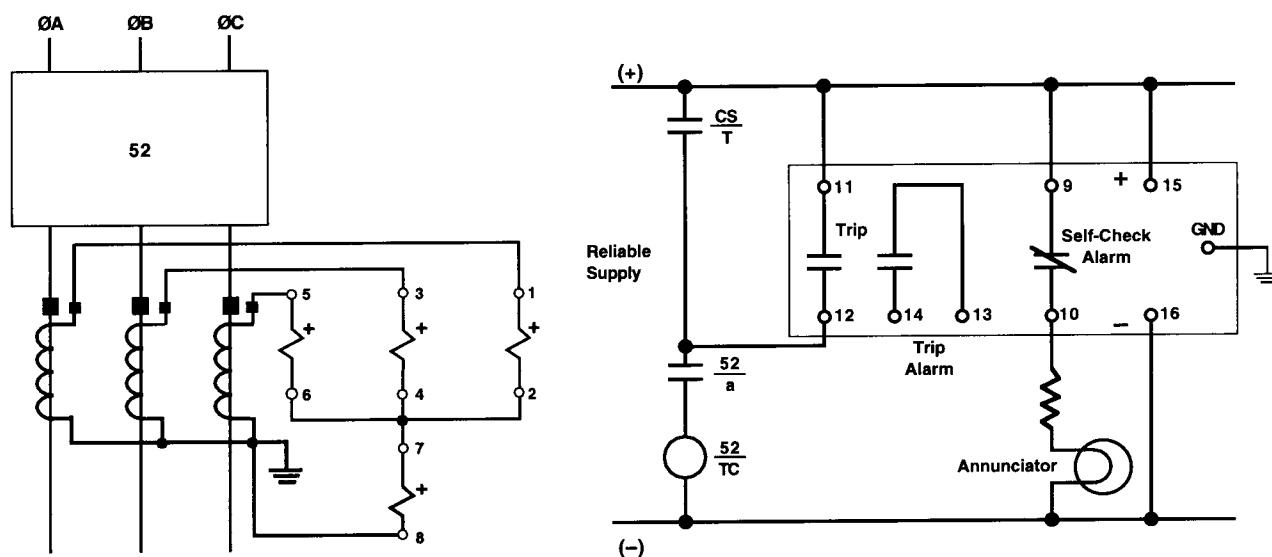 ØA ØB ØC
52
5 3 1
+ + +
6 4 2
7
+
8
(+)
CS
T
11 9 + 15
Trip
Self-Check
Alarm
GND
Reliable
Supply
12 14 13 10 − 16
Trip
Alarm
52
a
52
TC
Annunciator
(−)